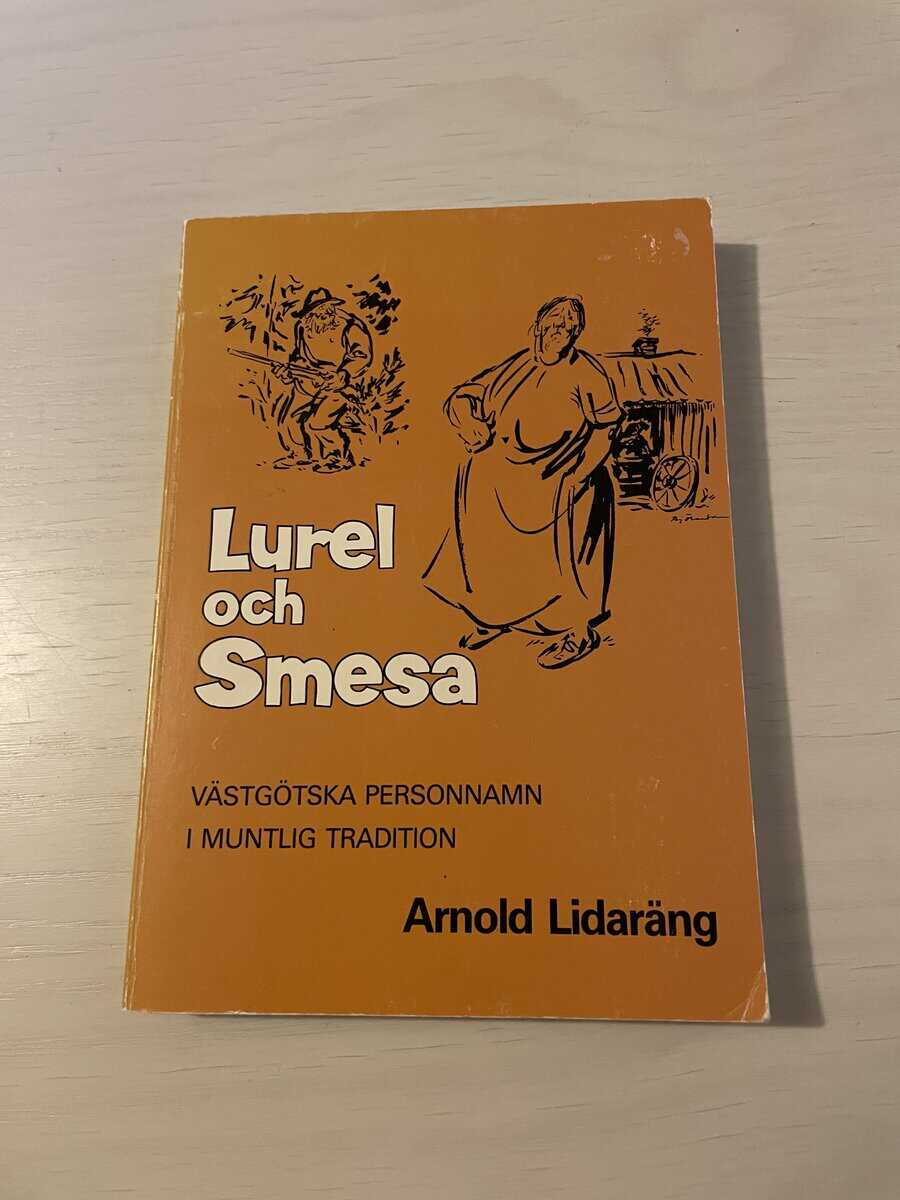 Lurel
och
Smesa
VÄSTGÖTSKA PERSONNAMN
I MUNTLIG TRADITION
Arnold Lidaräng